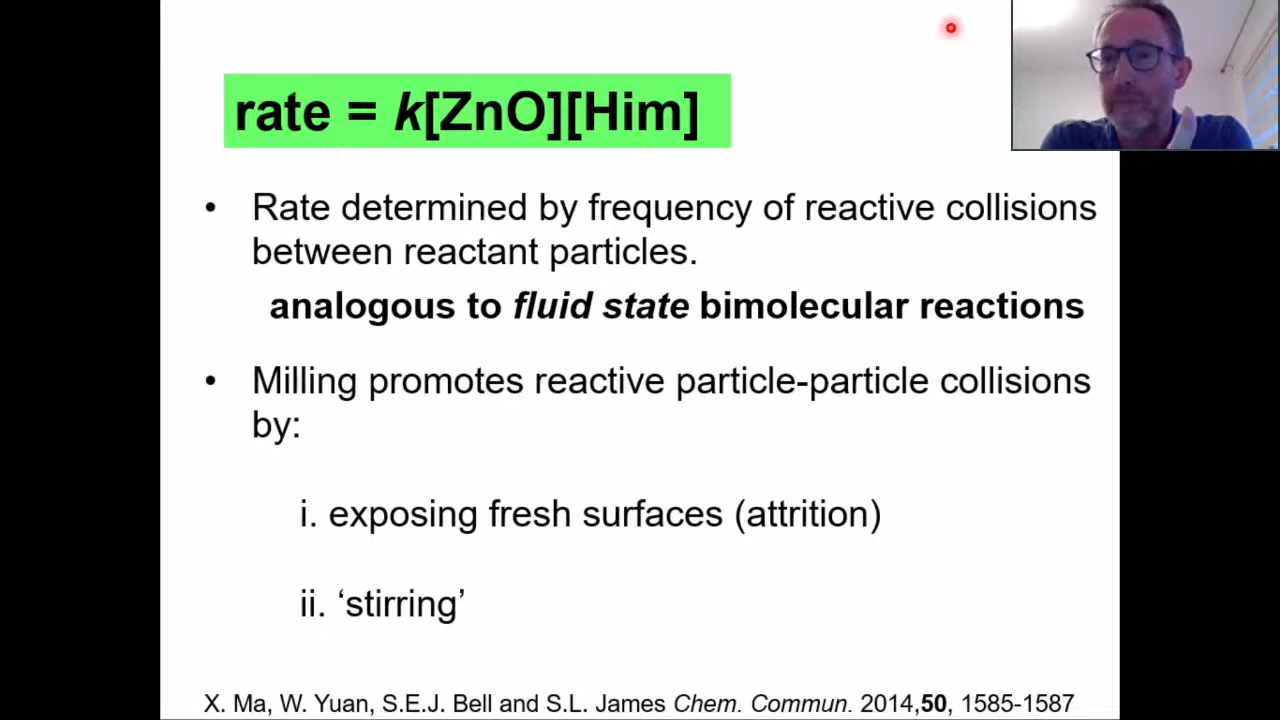 rate = k[ZnO][Him]
• Rate determined by frequency of reactive collisions
between reactant particles.
analogous to fluid state bimolecular reactions
• Milling promotes reactive particle-particle collisions
by:
i. exposing fresh surfaces (attrition)
ii. ‘stirring’
X. Ma, W. Yuan, S.E.J. Bell and S.L. James Chem. Commun. 2014,50, 1585-1587